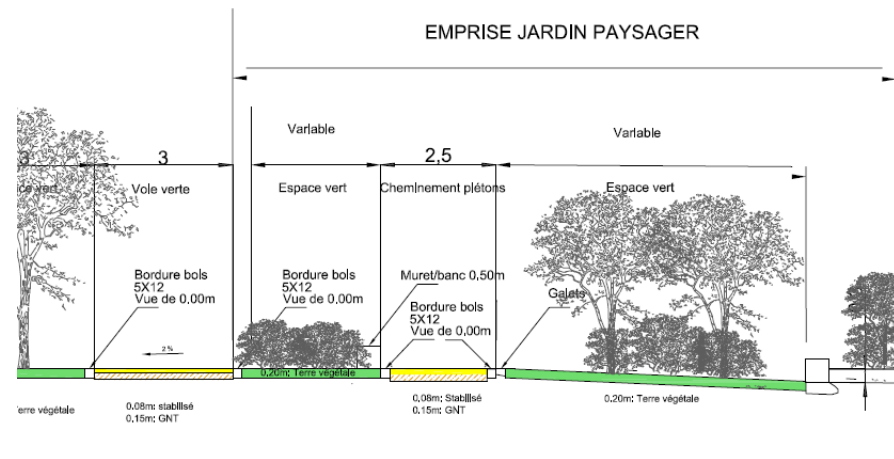 EMPRISE JARDIN PAYSAGER
Variable
Variable
3
3
2,5
Voie verte
Espace vert
Cheminement piétons
Espace vert
Bordure bois
5X12
Vue de 0,00m
Bordure bois
5X12
Vue de 0,00m
Muret/banc 0,50m
Bordure bois
5X12
Vue de 0,00m
Galets
2%
0,20m: Terre végétale
erre végétale
0.08m: stabilisé
0.15m: GNT
0,08m: Stabilisé
0.15m: GNT
0.20m: Terre végétale